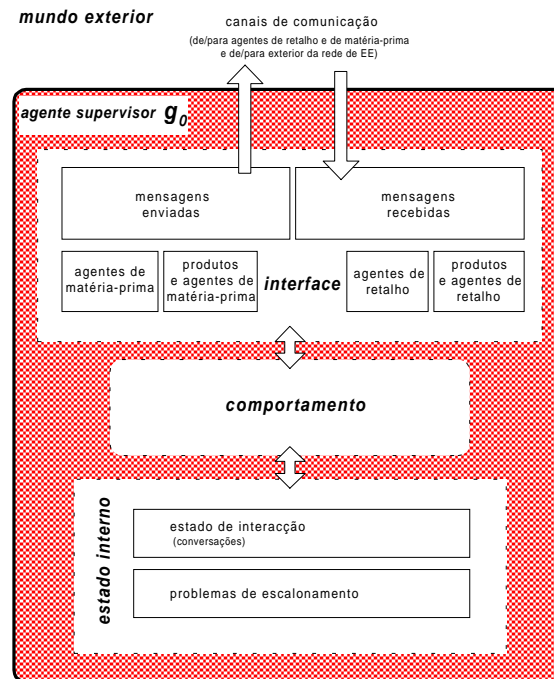 mundo exterior
canais de comunicação
(de/para agentes de retalho e de matéria-prima
e de/para exterior da rede de EE)
agente supervisor g0
mensagens
enviadas
mensagens
recebidas
agentes de
matéria-prima
produtos
e agentes de
matéria-prima
interface
agentes de
retalho
produtos
e agentes de
retalho
comportamento
estado interno
estado de interacção
(conversações)
problemas de escalonamento